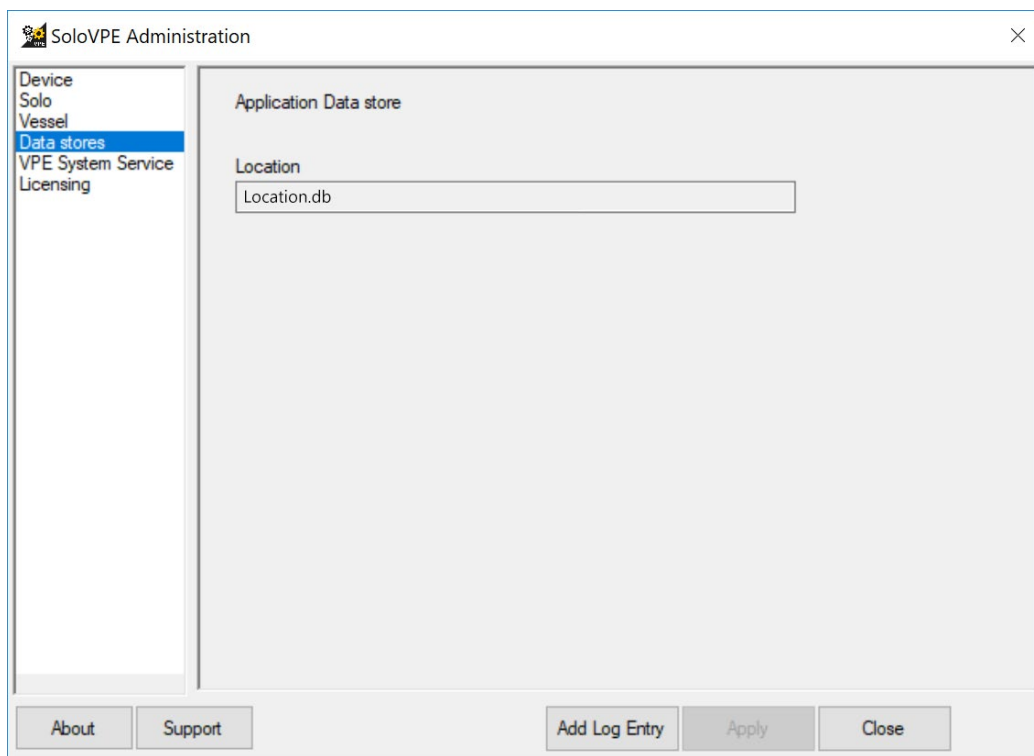 SoloVPE Administration
Device
Solo
Vessel
Data stores
VPE System Service
Licensing
Application Data store
Location
Location.db
About
Support
Add Log Entry
Apply
Close